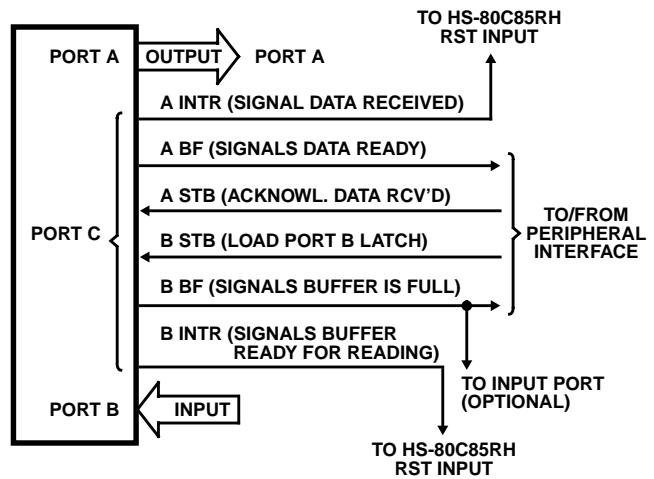 TO HS-80C85RH
RST INPUT
PORT A
OUTPUT
PORT A
A INTR (SIGNAL DATA RECEIVED)
A BF (SIGNALS DATA READY)
A STB (ACKNOWL. DATA RCV'D)
PORT C
TO/FROM
PERIPHERAL
INTERFACE
B STB (LOAD PORT B LATCH)
B BF (SIGNALS BUFFER IS FULL)
B INTR (SIGNALS BUFFER
READY FOR READING)
TO INPUT PORT
(OPTIONAL)
PORT B
INPUT
TO HS-80C85RH
RST INPUT